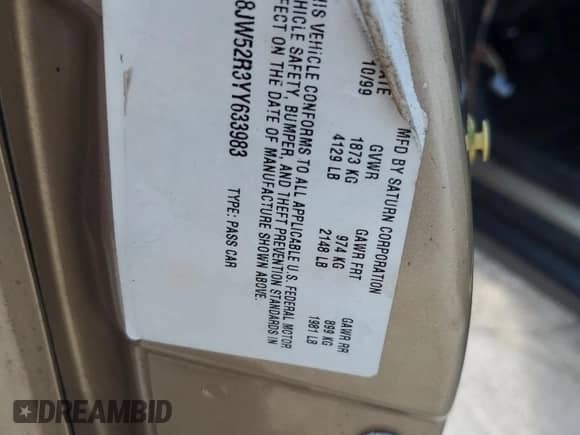 MFD BY SATURN CORPORATION
10/99
GVWR
1873 KG
4129 LB
GAWR FRT
974 KG
2148 LB
GAWR RR
899 KG
1981 LB
VEHICLE CONFORMS TO ALL APPLICABLE U.S. FEDERAL MOTOR
SAFETY, BUMPER, AND THEFT PREVENTION STANDARDS IN
ON THE DATE OF MANUFACTURE SHOWN ABOVE.
8JW52R3YY633983
TYPE: PASS CAR
DREAMBID